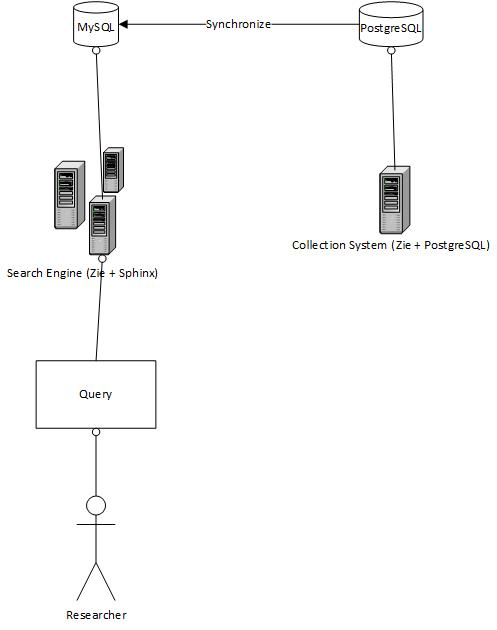 MySQL
Synchronize
PostgreSQL
Collection System (Zie + PostgreSQL)
Search Engine (Zie + Sphinx)
Query
Researcher